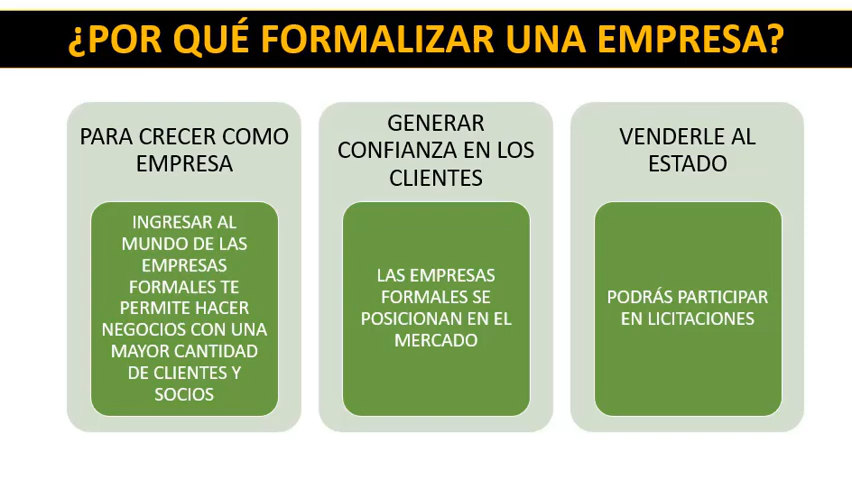 ¿POR QUÉ FORMALIZAR UNA EMPRESA?
PARA CRECER COMO
EMPRESA
INGRESAR AL
MUNDO DE LAS
EMPRESAS
FORMALES TE
PERMITE HACER
NEGOCIOS CON UNA
MAYOR CANTIDAD
DE CLIENTES Y
SOCIOS
GENERAR
CONFIANZA EN LOS
CLIENTES
LAS EMPRESAS
FORMALES SE
POSICIONAN EN EL
MERCADO
VENDERLE AL
ESTADO
PODRÁS PARTICIPAR
EN LICITACIONES